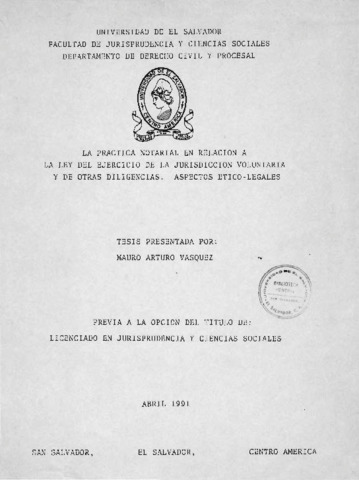 UNIVERSIDAD DE EL SALVADOR
FACULTAD DE JURISPRUDENCIA Y CIENCIAS SOCIALES
DEPARTAMENTO DE DERECHO CIVIL Y PROCESAL
LA PRACTICA NOTARIAL EN RELACION A
LA LEY DEL EJERCICIO DE LA JURISDICCION VOLUNTARIA
Y DE OTRAS DILIGENCIAS. ASPECTOS ETICO-LEGALES
TESIS PRESENTADA POR:
MAURO ARTURO VASQUEZ
BIBLIOTECA
CENTRAL
PREVIA A LA OPCION DEL TITULO DE:
LICENCIADO EN JURISPRUDENCIA Y CIENCIAS SOCIALES
ABRIL 1991
SAN SALVADOR, EL SALVADOR, CENTRO AMERICA